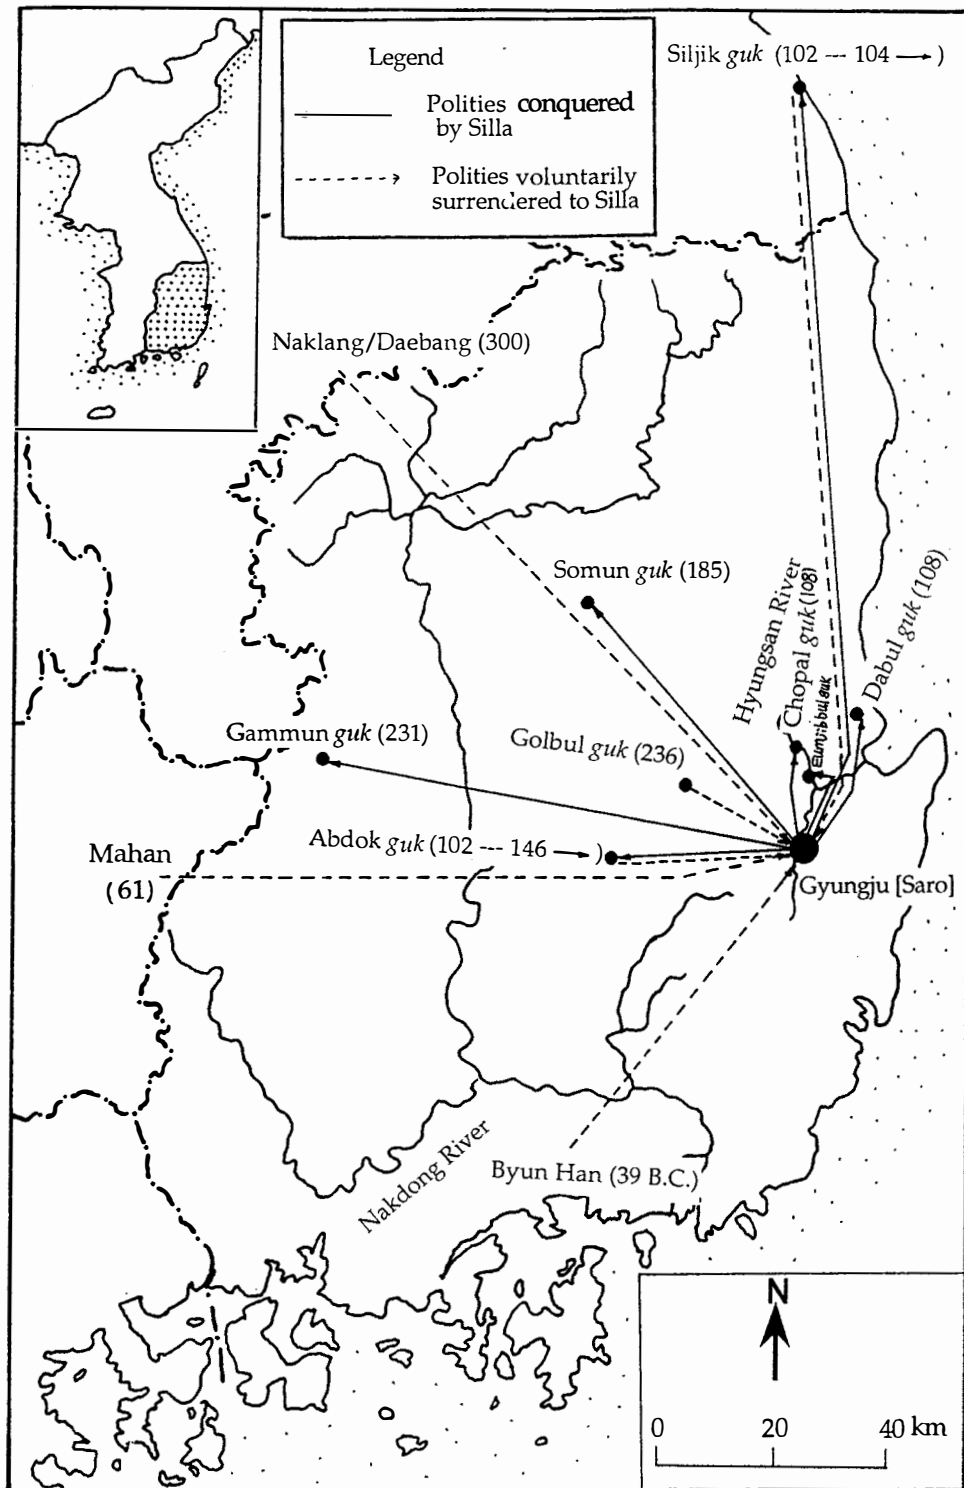 Legend
Polities conquered
by Silla
Polities voluntarily
surrendered to Silla
Siljik guk (102 --- 104 → )
Naklang/Daebang (300)
Somun guk (185)
Hyungsan River
Chopal guk (108)
Dabul guk (108)
Gammun guk (231)
Golbul guk (236)
Abdok guk (102 --- 146 → )
Mahan
(61)
Gyungju [Saro]
Nakdong River
Byun Han (39 B.C.)
N
0 20 40 km